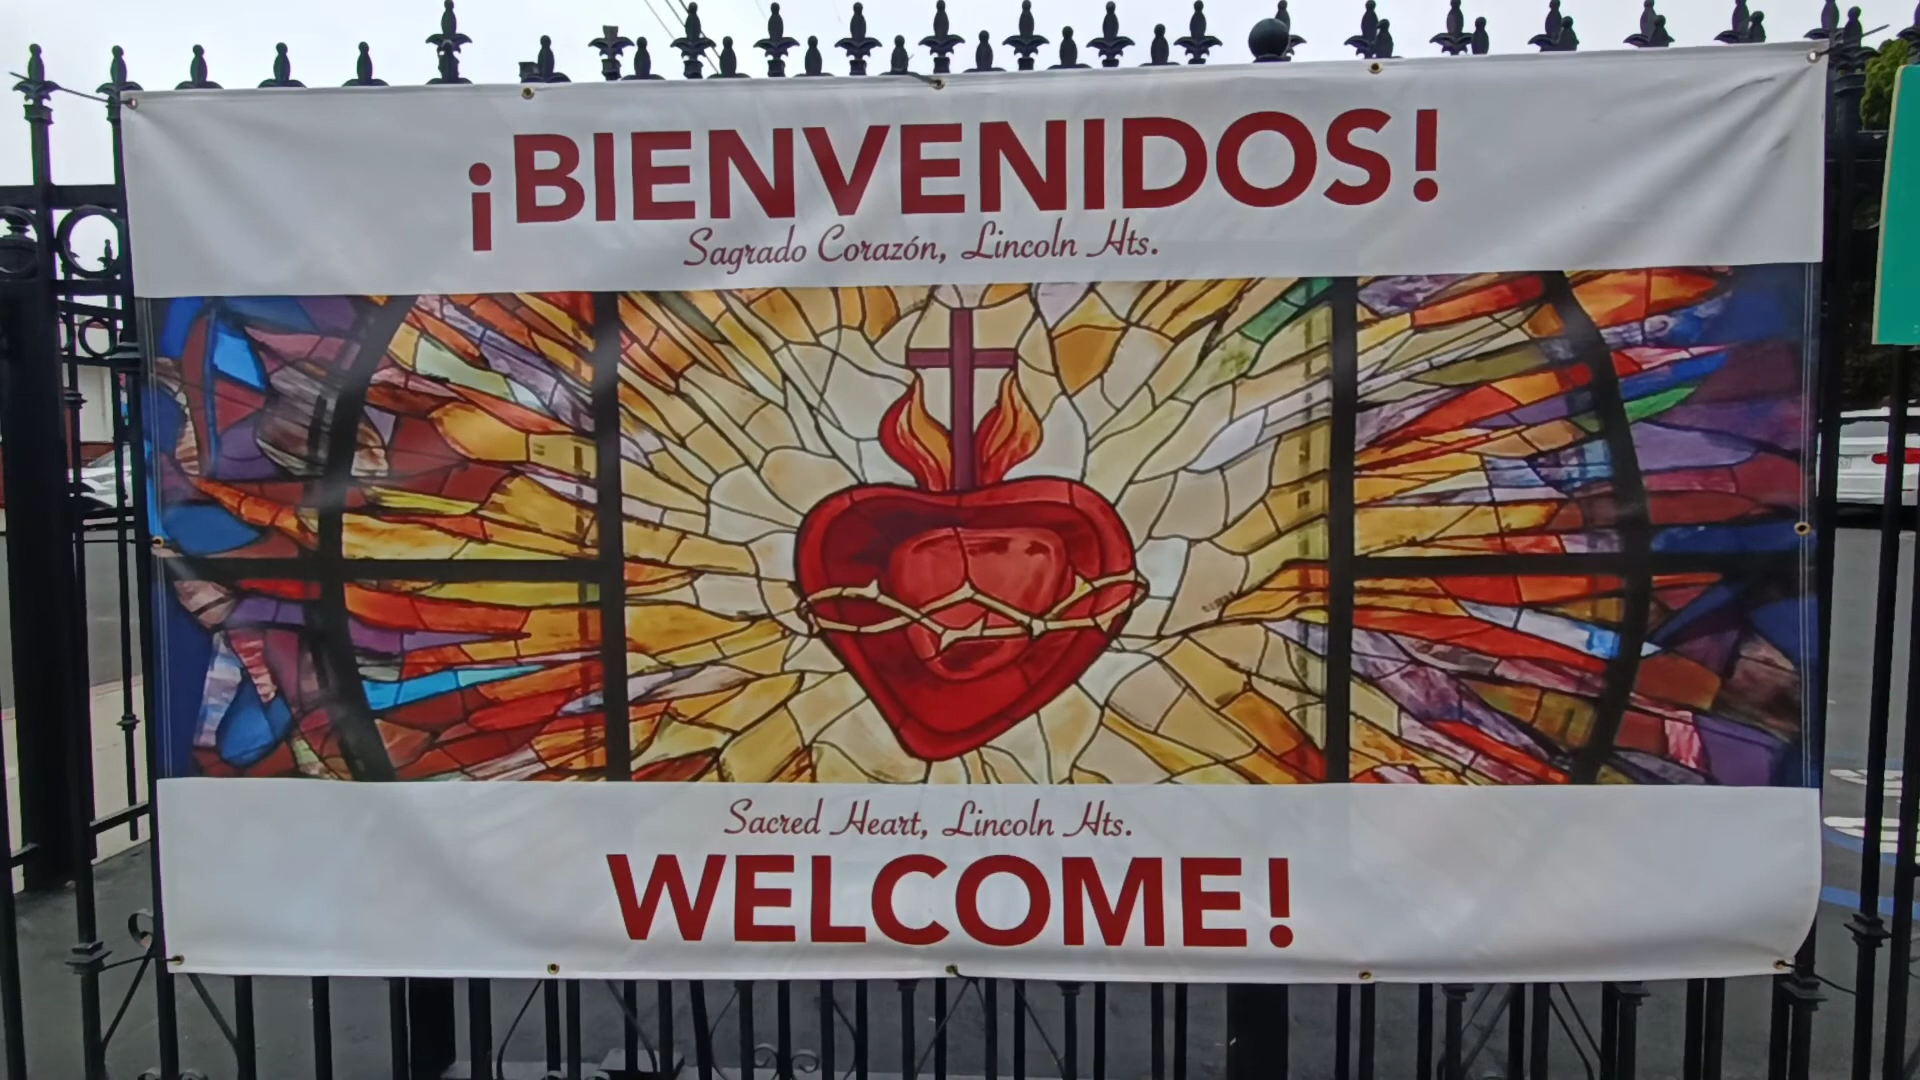 ¡BIENVENIDOS!
Sagrado Corazón, Lincoln Hts.
Sacred Heart, Lincoln Hts.
WELCOME!